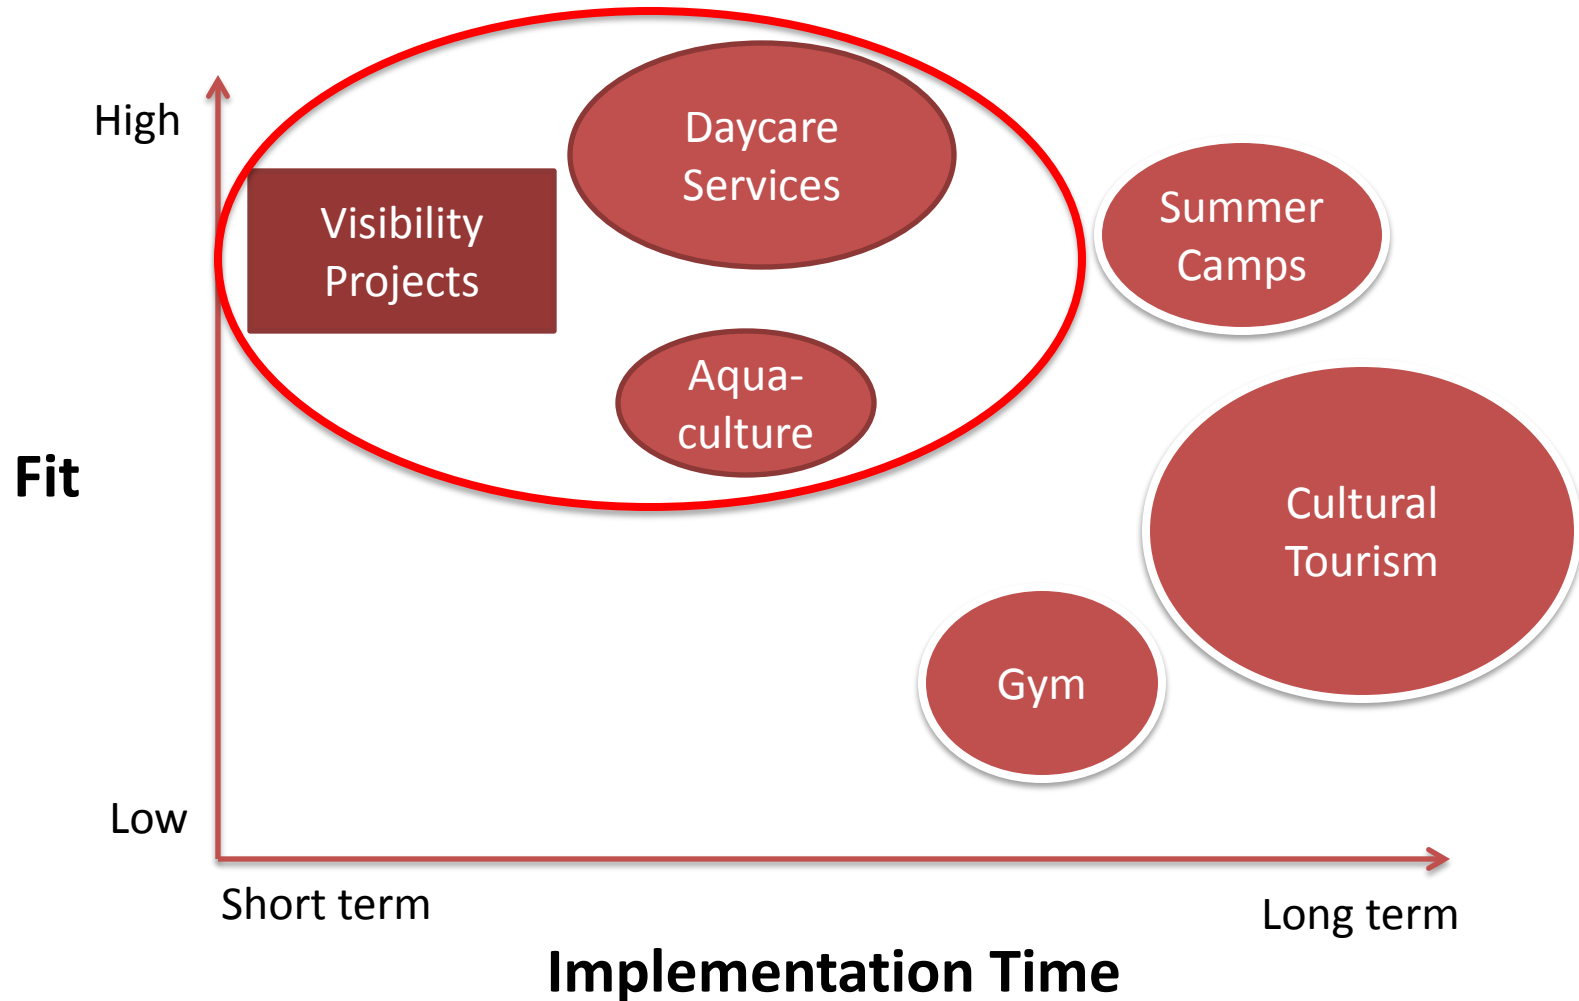 High
Daycare
Services
Visibility
Projects
Summer
Camps
Aqua-
culture
Fit
Cultural
Tourism
Gym
Low
Short term
Long term
Implementation Time